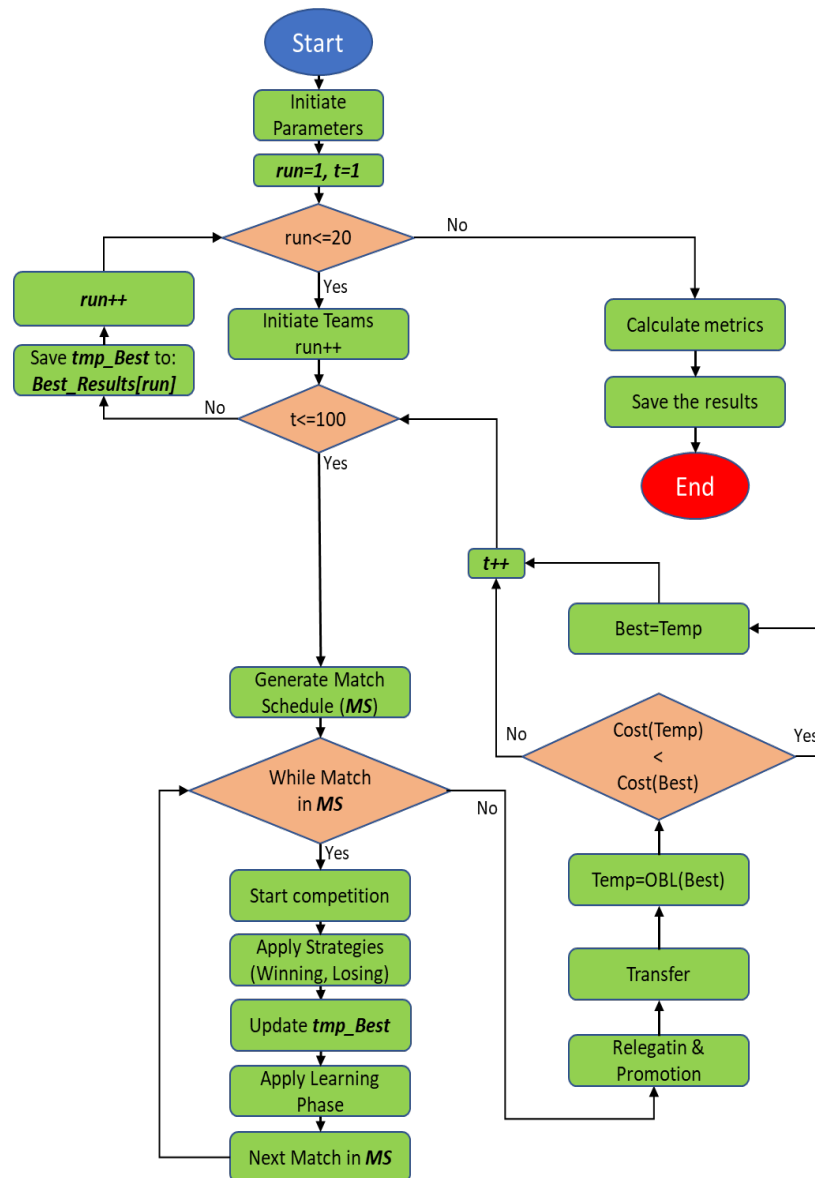 Start
Initiate
Parameters
run=1, t=1
run<=20
No
Yes
run++
Initiate Teams
run++
Calculate metrics
Save tmp_Best to:
Best_Results[run]
Save the results
No
t<=100
Yes
End
t++
Best=Temp
Generate Match
Schedule (MS)
No
Cost(Temp)
<
Cost(Best)
Yes
While Match
in MS
No
Yes
Start competition
Temp=OBL(Best)
Apply Strategies
(Winning, Losing)
Transfer
Update tmp_Best
Relegatin &
Promotion
Apply Learning
Phase
Next Match in MS